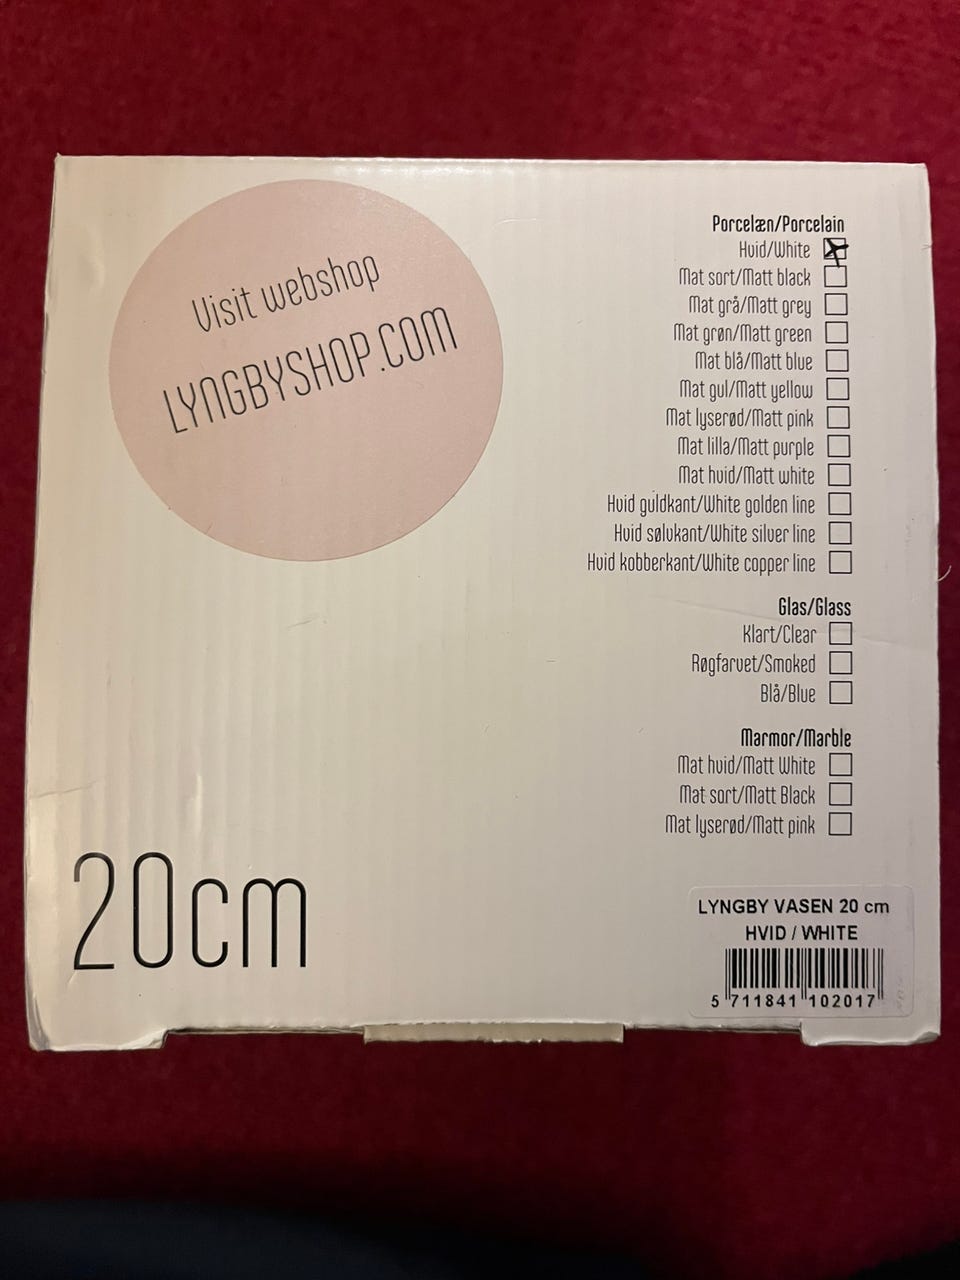 Visit webshop
LYNGBYSHOP.COM
Porcelæn/Porcelain
Hvid/White
Mat sort/Matt black
Mat grå/Matt grey
Mat grøn/Matt green
Mat blå/Matt blue
Mat gul/Matt yellow
Mat lyserød/Matt pink
Mat lilla/Matt purple
Mat hvid/Matt white
Hvid guldkant/White golden line
Hvid sølvkant/White silver line
Hvid kobberkant/White copper line
Glas/Glass
Klart/Clear
Røgfarvet/Smoked
Blå/Blue
Marmor/Marble
Mat hvid/Matt White
Mat sort/Matt Black
Mat lyserød/Matt pink
20cm
LYNGBY VASEN 20 cm
HVID / WHITE
5 711841 102017